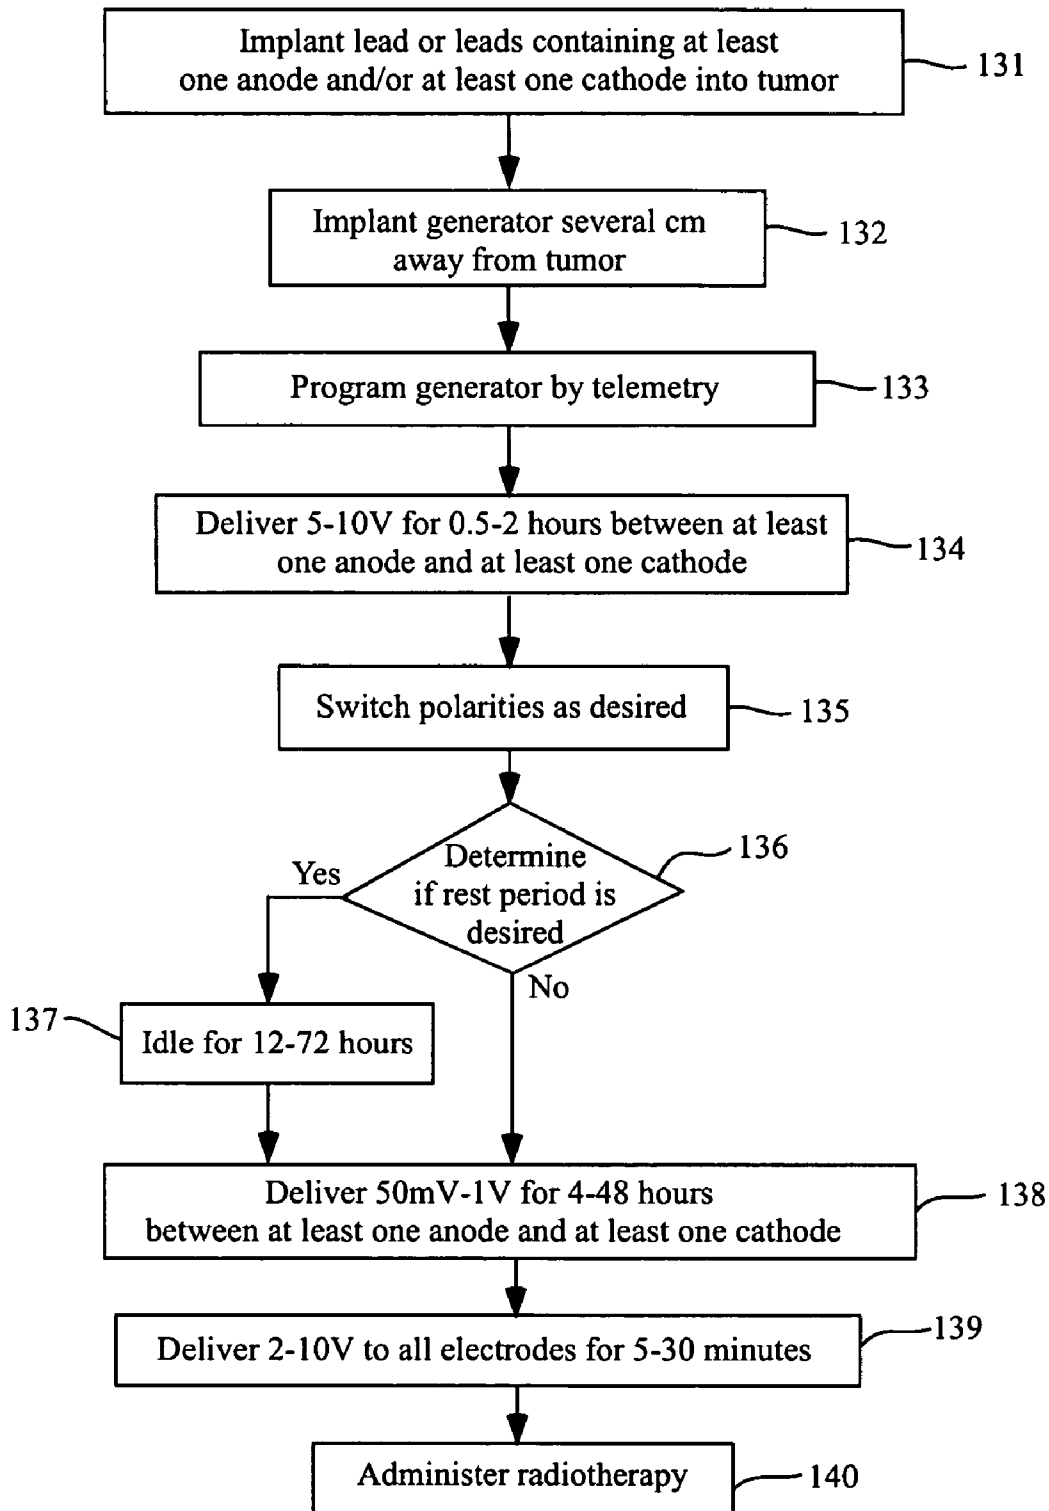 Implant lead or leads containing at least
one anode and/or at least one cathode into tumor
131
Implant generator several cm
away from tumor
132
Program generator by telemetry
133
Deliver 5-10V for 0.5-2 hours between at least
one anode and at least one cathode
134
Switch polarities as desired
135
Determine
if rest period is
desired
136
Yes
No
137
Idle for 12-72 hours
Deliver 50mV-1V for 4-48 hours
between at least one anode and at least one cathode
138
Deliver 2-10V to all electrodes for 5-30 minutes
139
Administer radiotherapy
140